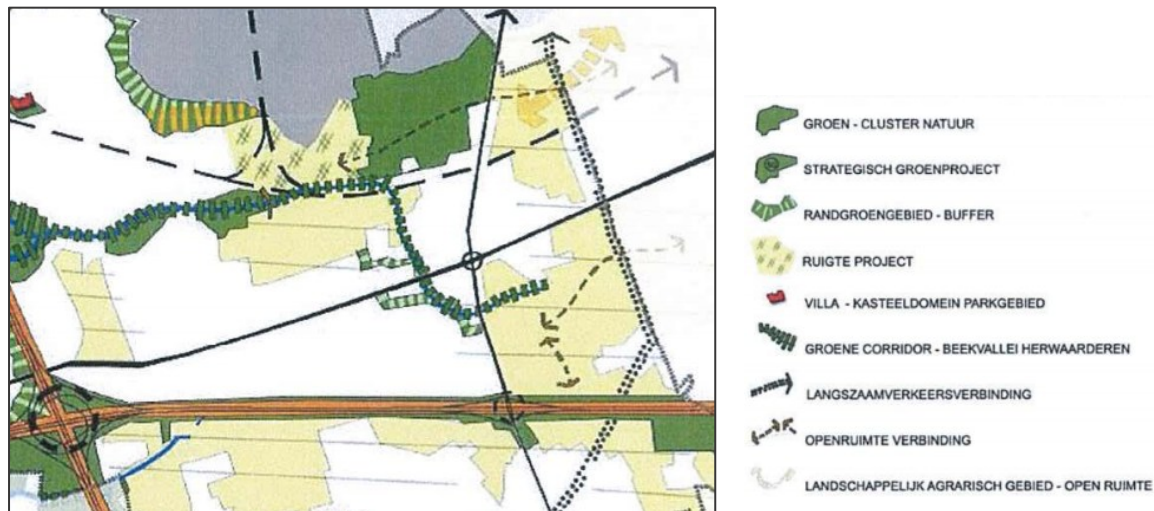 GROEN - CLUSTER NATUUR
STRATEGISCH GROENPROJECT
RANDGROENGEBIED - BUFFER
RUIGTE PROJECT
VILLA - KASTEELDOMEIN PARKGEBIED
GROENE CORRIDOR - BEEKVALLEI HERWAARDEREN
LANGSZAAMVERKEERSVERBINDING
OPENRUIMTE VERBINDING
LANDSCHAPPELIJK AGRARISCH GEBIED - OPEN RUIMTE